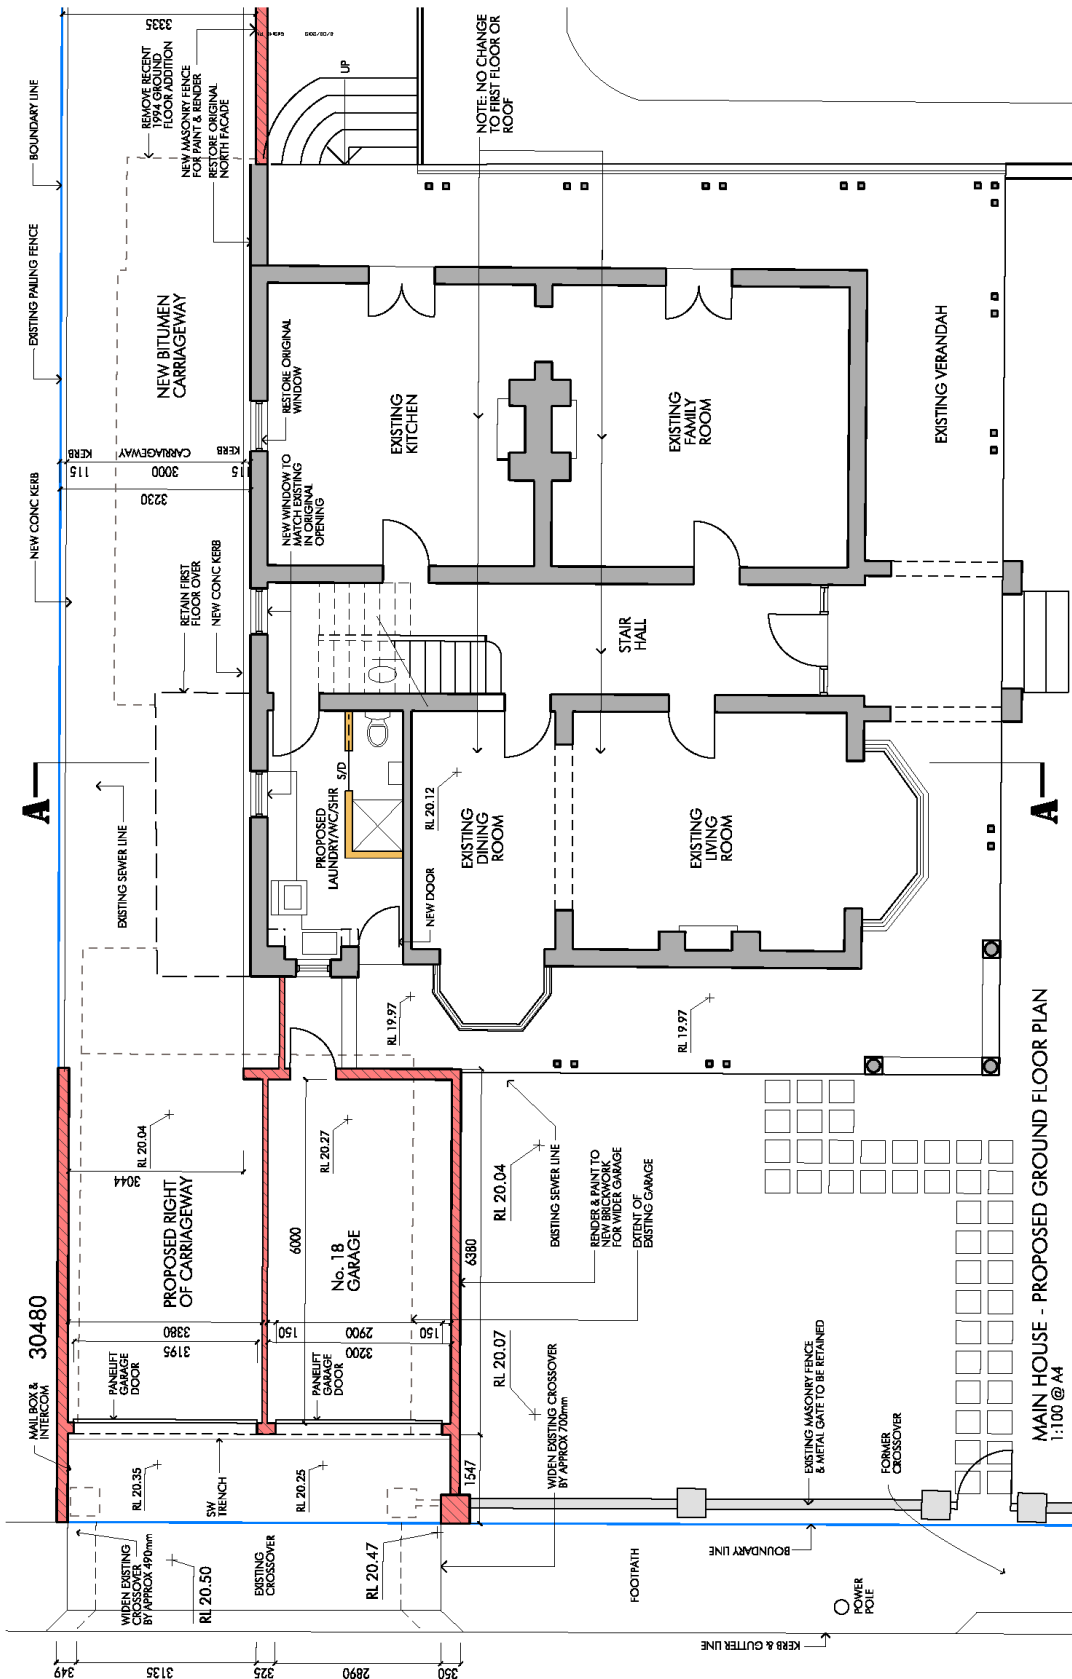 3335
REMOVE RECENT
1994 GROUND
FLOOR ADDITION
NEW MASONRY FENCE
FOR PAINT & RENDER
RESTORE ORIGINAL
NORTH FACADE
UP
BOUNDARY LINE
EXISTING PAILING FENCE
NEW CONC KERB
NEW BITUMEN
CARRIAGEWAY
NOTE: NO CHANGE
TO FIRST FLOOR OR
ROOF
KERB
CARRIAGEWAY
KERB
115
3000
115
3230
RESTORE ORIGINAL
WINDOW
NEW WINDOW TO
MATCH EXISTING
IN ORIGINAL
OPENING
EXISTING
KITCHEN
EXISTING
FAMILY
ROOM
EXISTING VERANDAH
RETAIN FIRST
FLOOR OVER
NEW CONC KERB
STAIR
HALL
A
A
EXISTING SEWER LINE
S/D
PROPOSED
LAUNDRY/WC/SHR
RL 20.12
EXISTING
DINING
ROOM
EXISTING
LIVING
ROOM
NEW DOOR
RL 19.97
RL 19.97
RL 20.04
3044
PROPOSED RIGHT
OF CARRIAGEWAY
RL 20.27
6000
No. 18
GARAGE
RL 20.04
EXISTING SEWER LINE
6380
RENDER & PAINT TO
NEW BRICKWORK
FOR WIDER GARAGE
EXTENT OF
EXISTING GARAGE
30480
MAIL BOX &
INTERCOM
3380
150
2900
150
3195
3200
PANELIFT
GARAGE
DOOR
PANELIFT
GARAGE
DOOR
RL 20.07
WIDEN EXISTING CROSSOVER
BY APPROX 700mm
1547
RL 20.35
SW
TRENCH
RL 20.25
EXISTING MASONRY FENCE
& METAL GATE TO BE RETAINED
FORMER
CROSSOVER
MAIN HOUSE - PROPOSED GROUND FLOOR PLAN
1:100 @ A4
WIDEN EXISTING
CROSSOVER
BY APPROX 490mm
RL 20.50
EXISTING
CROSSOVER
RL 20.47
FOOTPATH
BOUNDARY LINE
POWER
POLE
KERB & GUTTER LINE
349
3135
325
2890
350